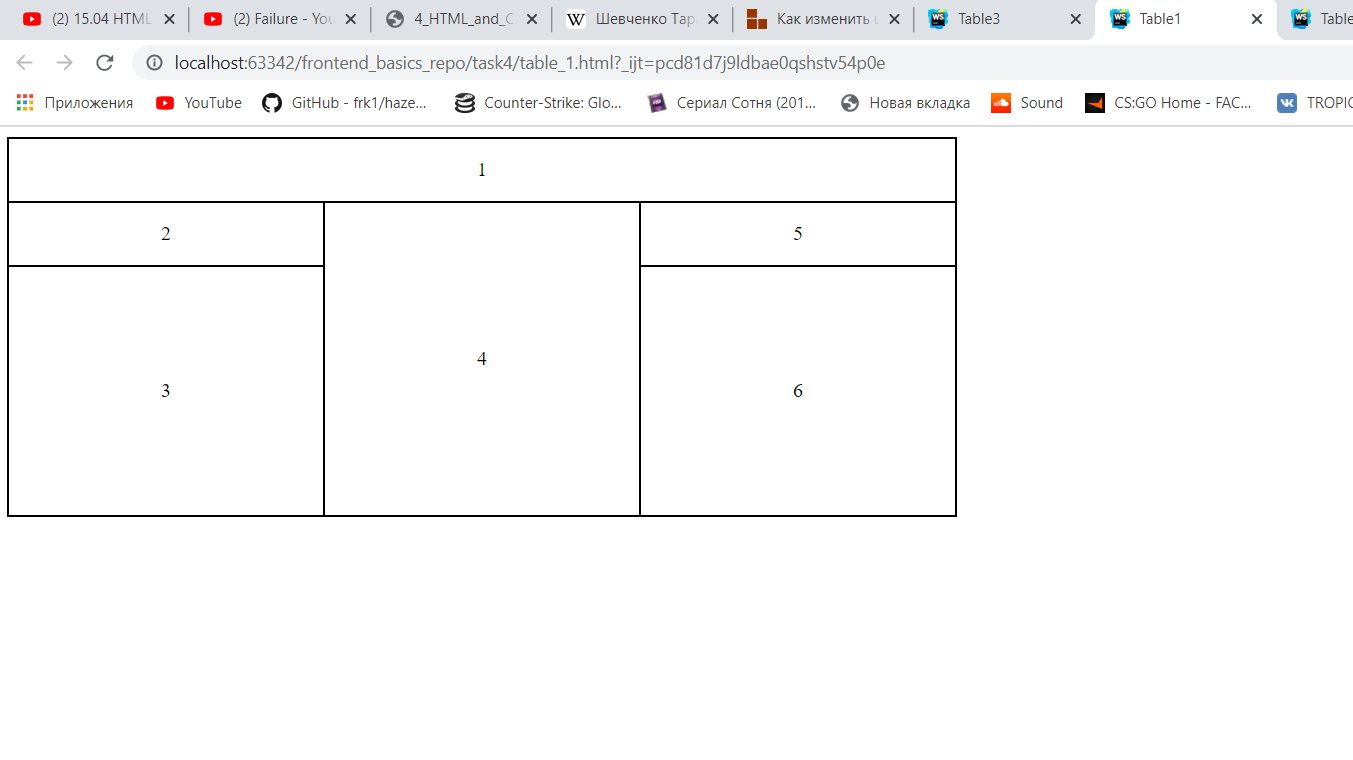 (2) 15.04 HTML
(2) Failure - You
4_HTML_and_C
Шевченко Тар
Как изменить
Table3
Table1
Table
localhost:63342/frontend_basics_repo/task4/table_1.html?_ijt=pcd81d7j9ldbae0qshstv54p0e
Приложения
YouTube
GitHub - frk1/haze...
Counter-Strike: Glo...
Сериал Сотня (201...
Новая вкладка
Sound
CS:GO Home - FAC...
TROPIC
1
2
5
4
3
6